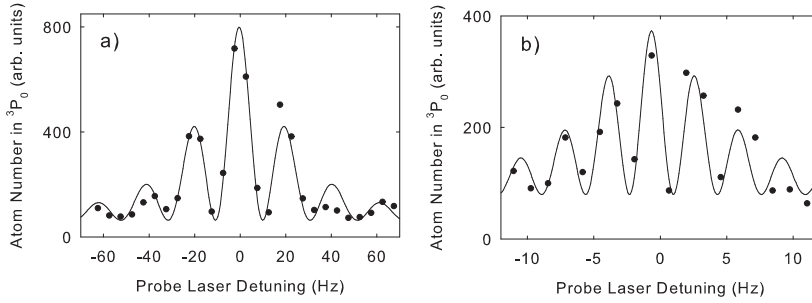 a)
Atom Number in ³P₀ (arb. units)
800
400
0
-60 -40 -20 0 20 40 60
Probe Laser Detuning (Hz)
b)
Atom Number in ³P₀ (arb. units)
400
200
0
-10 -5 0 5 10
Probe Laser Detuning (Hz)